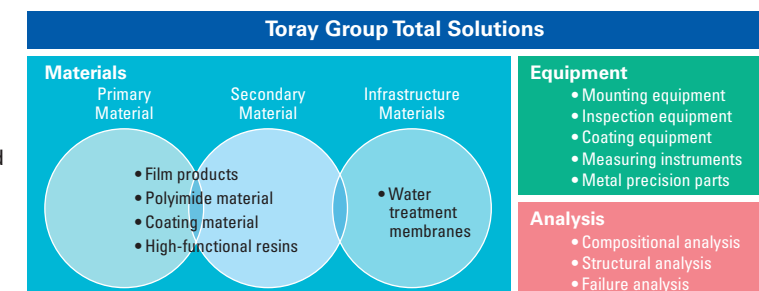 Toray Group Total Solutions
Materials
Primary
Material
Secondary
Material
Infrastructure
Materials
d
• Film products
• Polyimide material
• Coating material
• High-functional resins
• Water
treatment
membranes
Equipment
• Mounting equipment
• Inspection equipment
• Coating equipment
• Measuring instruments
• Metal precision parts
Analysis
• Compositional analysis
• Structural analysis
• Failure analysis